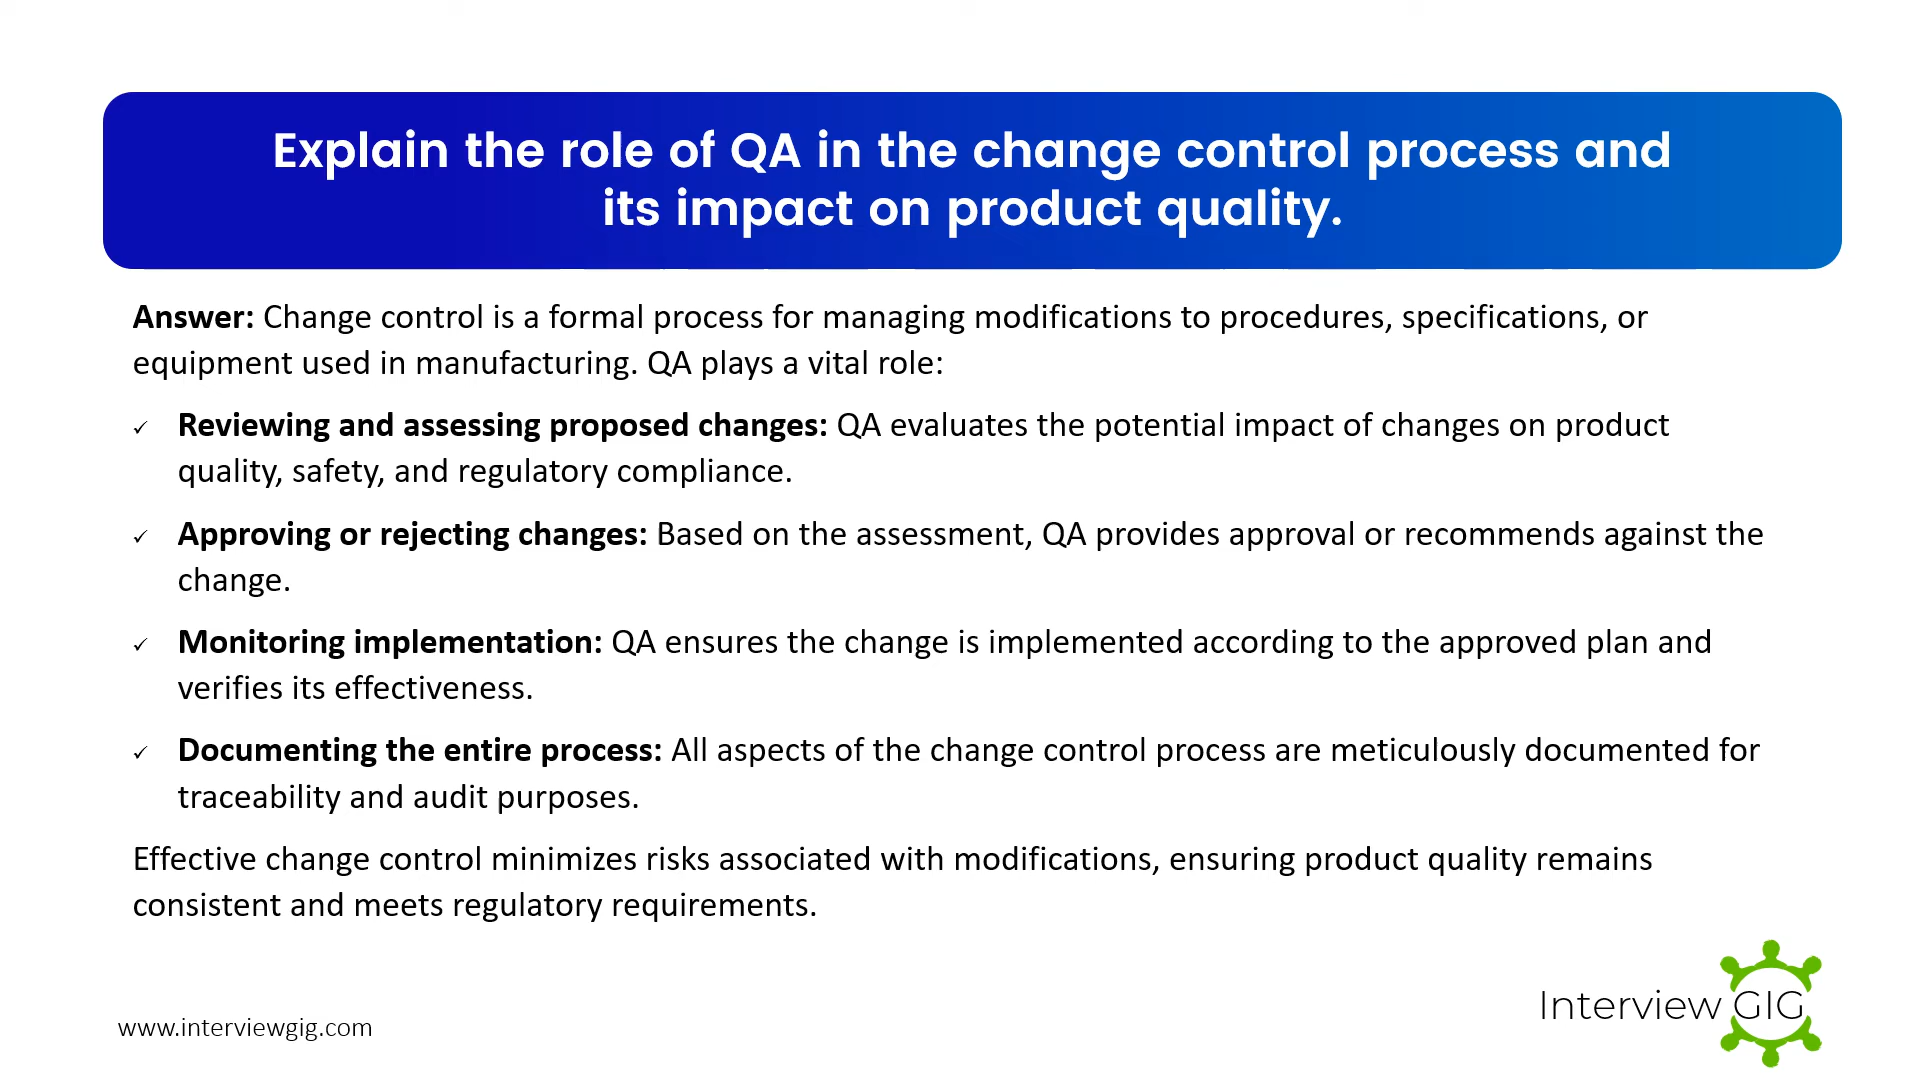 Explain the role of QA in the change control process and
its impact on product quality.
Answer: Change control is a formal process for managing modifications to procedures, specifications, or
equipment used in manufacturing. QA plays a vital role:
✓ Reviewing and assessing proposed changes: QA evaluates the potential impact of changes on product
quality, safety, and regulatory compliance.
✓ Approving or rejecting changes: Based on the assessment, QA provides approval or recommends against the
change.
✓ Monitoring implementation: QA ensures the change is implemented according to the approved plan and
verifies its effectiveness.
✓ Documenting the entire process: All aspects of the change control process are meticulously documented for
traceability and audit purposes.
Effective change control minimizes risks associated with modifications, ensuring product quality remains
consistent and meets regulatory requirements.
Interview GIG
www.interviewgig.com